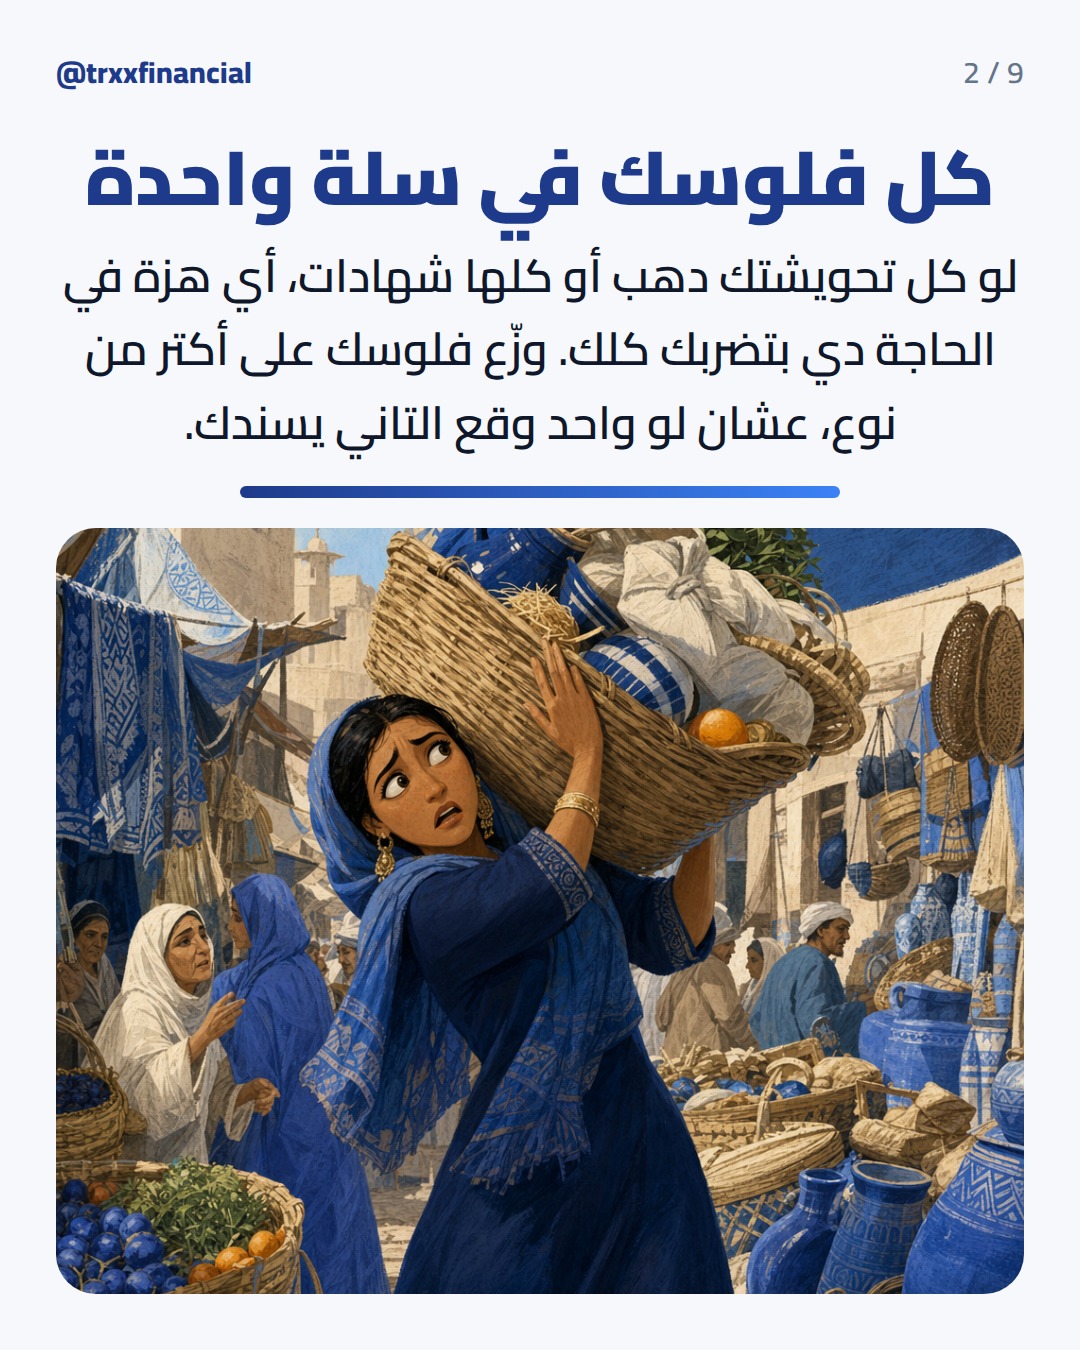 @trxxfinancial
2 / 9
كل فلوسك في سلة واحدة
لو كل تحويشتك دهب أو كلها شهادات، أي هزة في
الحاجة دي بتضربك كلك. وزّع فلوسك على أكتر من
نوع، عشان لو واحد وقع التاني يسندك.